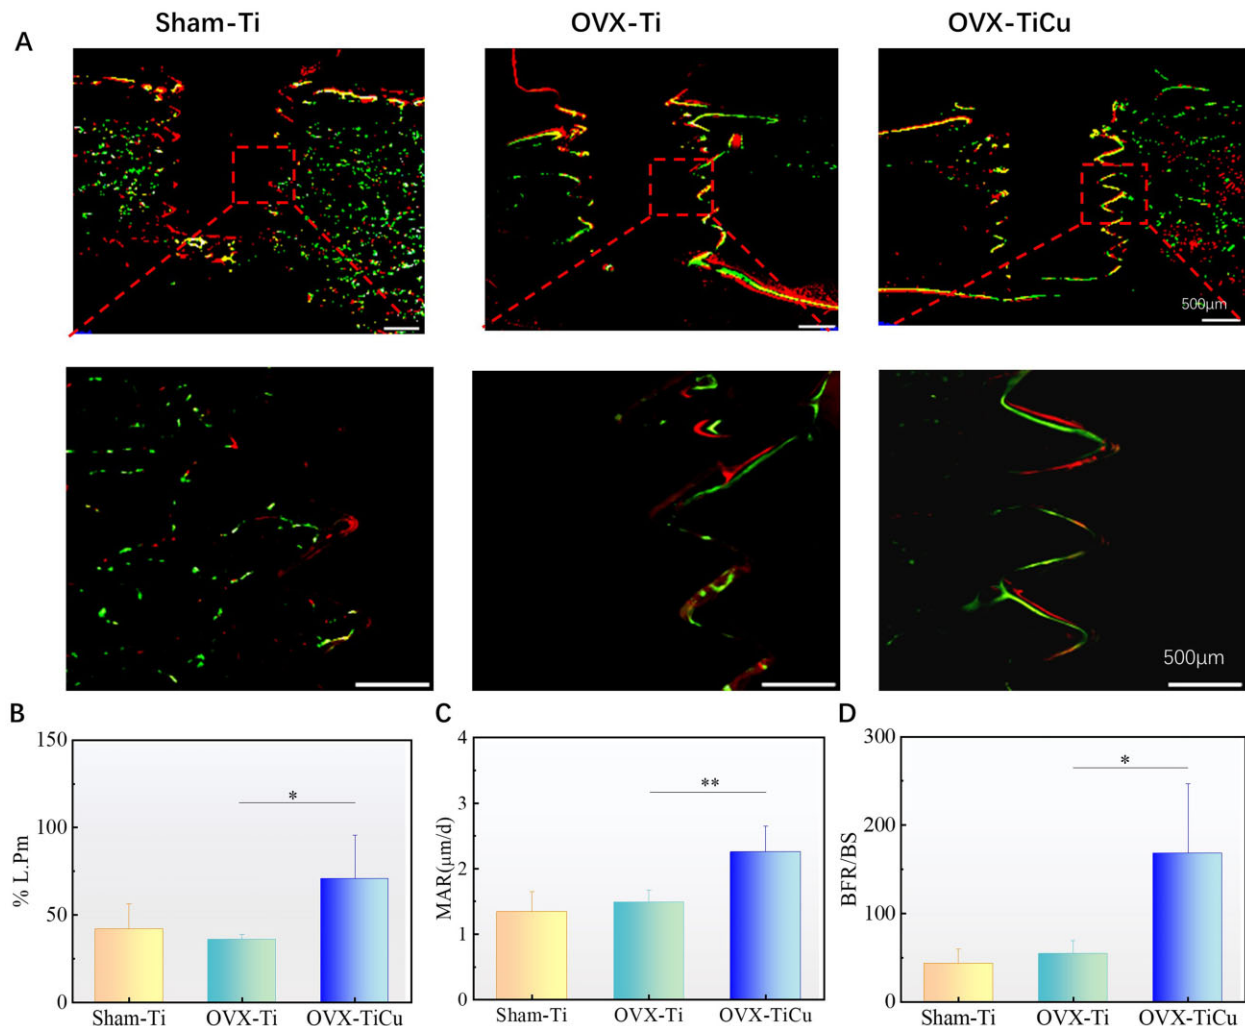 Sham-Ti
OVX-Ti
OVX-TiCu
A
500μm
500μm
B
150
100
50
0
% L.Pm
*
Sham-Ti
OVX-Ti
OVX-TiCu
C
4
3
2
1
0
MAR(μm/d)
**
Sham-Ti
OVX-Ti
OVX-TiCu
D
300
200
100
0
BFR/BS
*
Sham-Ti
OVX-Ti
OVX-TiCu